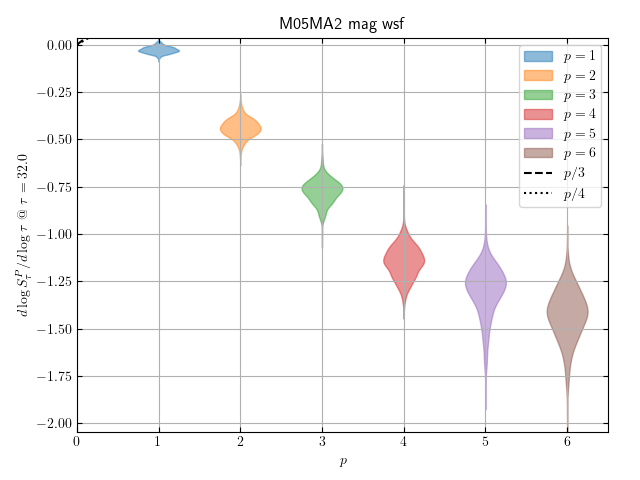 M05MA2 mag wsf
d log S_τ^p / d log τ @ τ = 32.0
0.00
−0.25
−0.50
−0.75
−1.00
−1.25
−1.50
−1.75
−2.00
0 1 2 3 4 5 6
p
p = 1
p = 2
p = 3
p = 4
p = 5
p = 6
p/3
p/4